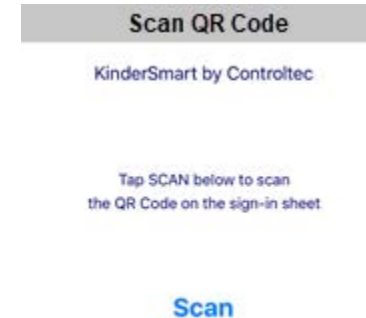 Scan QR Code
KinderSmart by Controltec
Tap SCAN below to scan
the QR Code on the sign-in sheet
Scan